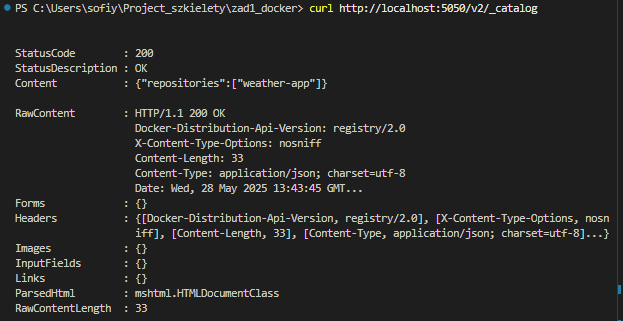 PS C:\Users\sofiy\Project_szkielety\zad1_docker> curl http://localhost:5050/v2/_catalog
StatusCode : 200
StatusDescription : OK
Content : {"repositories":["weather-app"]}
RawContent : HTTP/1.1 200 OK
Docker-Distribution-Api-Version: registry/2.0
X-Content-Type-Options: nosniff
Content-Length: 33
Content-Type: application/json; charset=utf-8
Date: Wed, 28 May 2025 13:43:45 GMT...
Forms : {}
Headers : {[Docker-Distribution-Api-Version, registry/2.0], [X-Content-Type-Options, nosn
iff], [Content-Length, 33], [Content-Type, application/json; charset=utf-8]...}
Images : {}
InputFields : {}
Links : {}
ParsedHtml : mshtml.HTMLDocumentClass
RawContentLength : 33